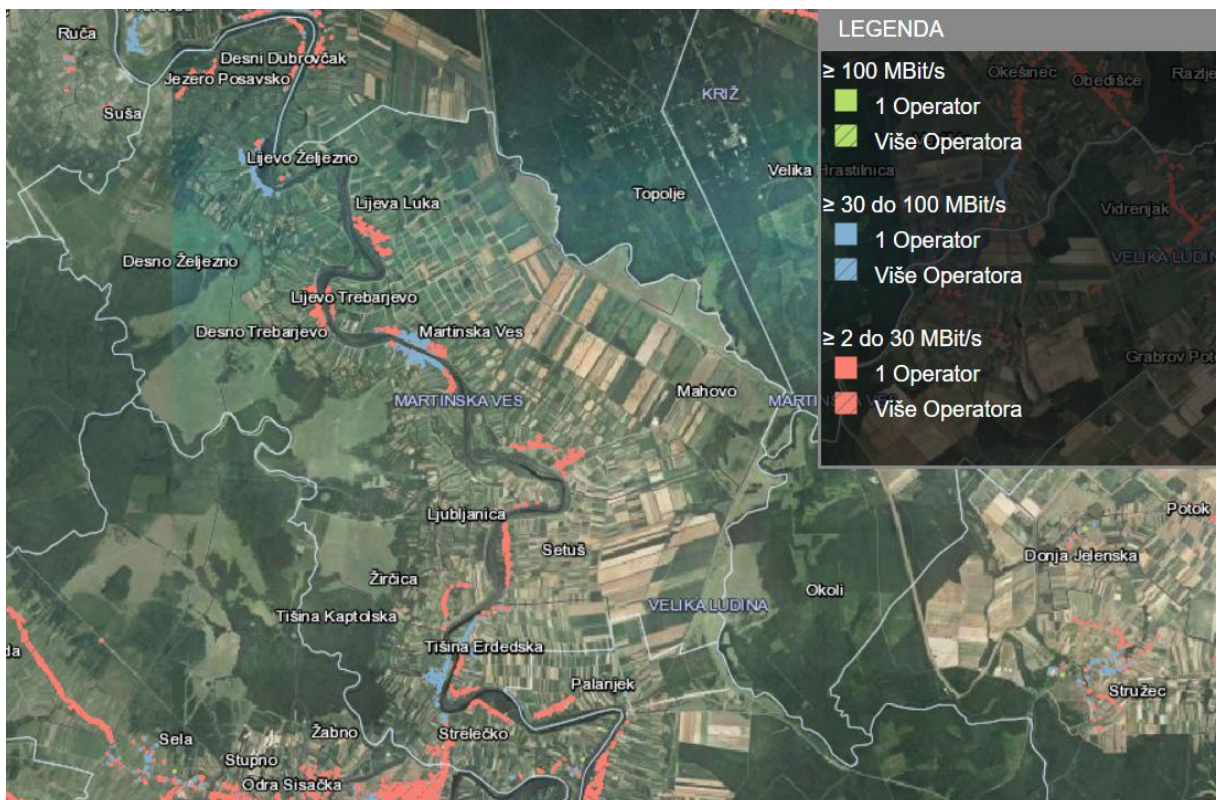 LEGENDA
≥ 100 MBit/s
1 Operator
Više Operatora
≥ 30 do 100 MBit/s
1 Operator
Više Operatora
≥ 2 do 30 MBit/s
1 Operator
Više Operatora
Ruča
Desni Dubrovčak
Jezero Posavsko
Suša
KRIŽ
Okešinec
Obedišće
Lijevo Željezno
Velika Hrastilnica
Topolje
Lijeva Luka
Vidrenjak
Desno Željezno
VELIKA LUDINA
Lijevo Trebarjevo
Desno Trebarjevo
Martinska Ves
Grabrov Poto
Mahovo
MARTINSKA VES
Ljubljanica
Potok
Setuš
Donja Jelenska
Žirčica
Okoli
VELIKA LUDINA
Tišina Kaptolska
Tišina Erdedska
Palanjek
Stružec
Žabno
Strelečko
Sela
Stupno
Odra Sisačka